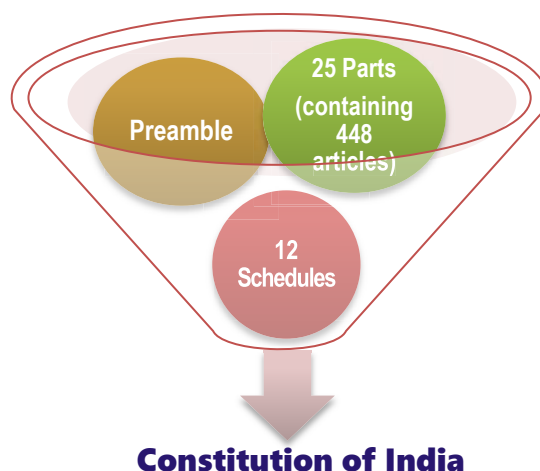 Preamble
25 Parts
(containing
448
articles)
12
Schedules
Constitution of India